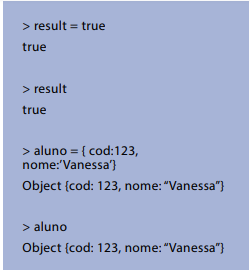 > result = true
true
> result
true
> aluno = { cod:123,
nome:’Vanessa’}
Object {cod: 123, nome: “Vanessa”}
> aluno
Object {cod: 123, nome: “Vanessa”}